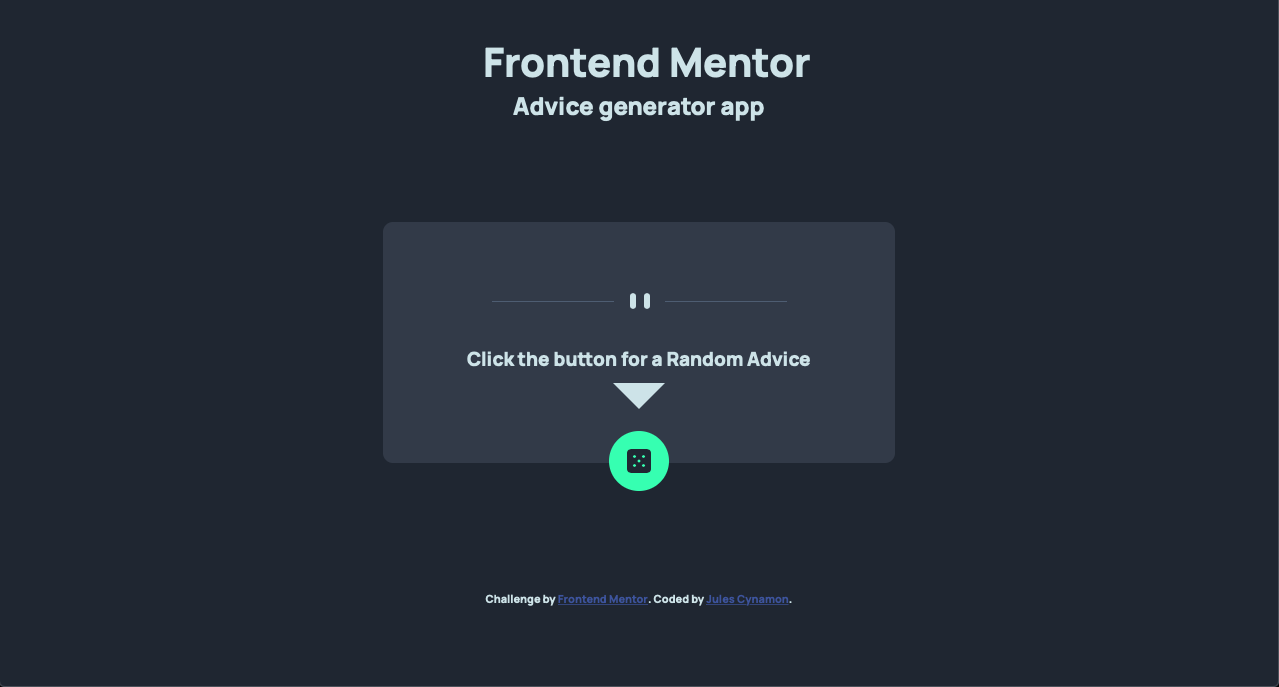 Frontend Mentor
Advice generator app
Click the button for a Random Advice
Challenge by Frontend Mentor. Coded by Jules Cynamon.